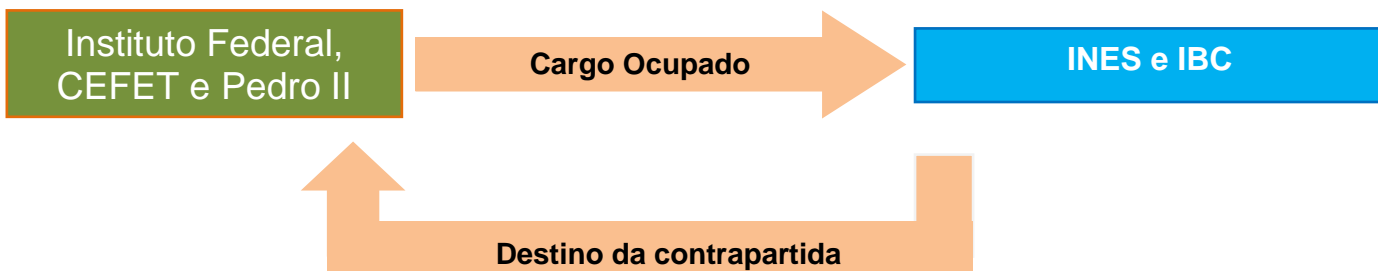 Instituto Federal,
CEFET e Pedro II
Cargo Ocupado
INES e IBC
Destino da contrapartida